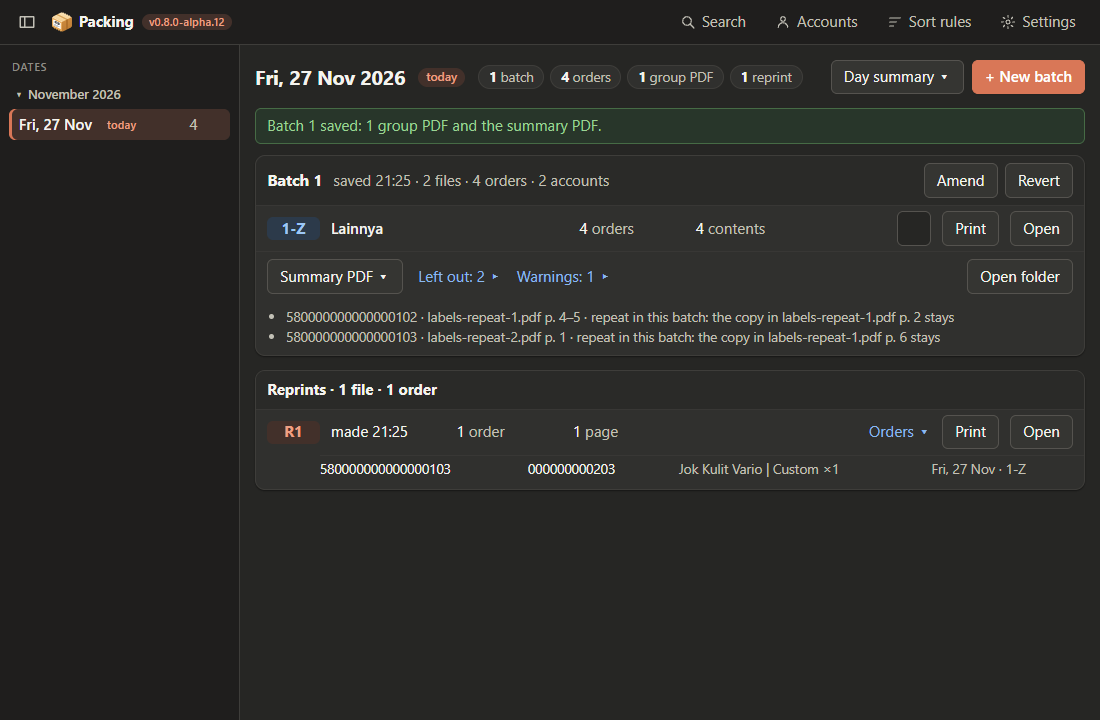 Packing v0.8.0-alpha.12 Search Accounts Sort rules Settings
DATES
▾ November 2026
Fri, 27 Nov today 4
Fri, 27 Nov 2026 today 1 batch 4 orders 1 group PDF 1 reprint Day summary ▾ + New batch
Batch 1 saved: 1 group PDF and the summary PDF.
Batch 1 saved 21:25 · 2 files · 4 orders · 2 accounts Amend Revert
1-Z Lainnya 4 orders 4 contents Print Open
Summary PDF ▾ Left out: 2 ▸ Warnings: 1 ▸ Open folder
• 580000000000000102 · labels-repeat-1.pdf p. 4–5 · repeat in this batch: the copy in labels-repeat-1.pdf p. 2 stays
• 580000000000000103 · labels-repeat-2.pdf p. 1 · repeat in this batch: the copy in labels-repeat-1.pdf p. 6 stays
Reprints · 1 file · 1 order
R1 made 21:25 1 order 1 page Orders ▾ Print Open
580000000000000103 000000000203 Jok Kulit Vario | Custom ×1 Fri, 27 Nov · 1-Z